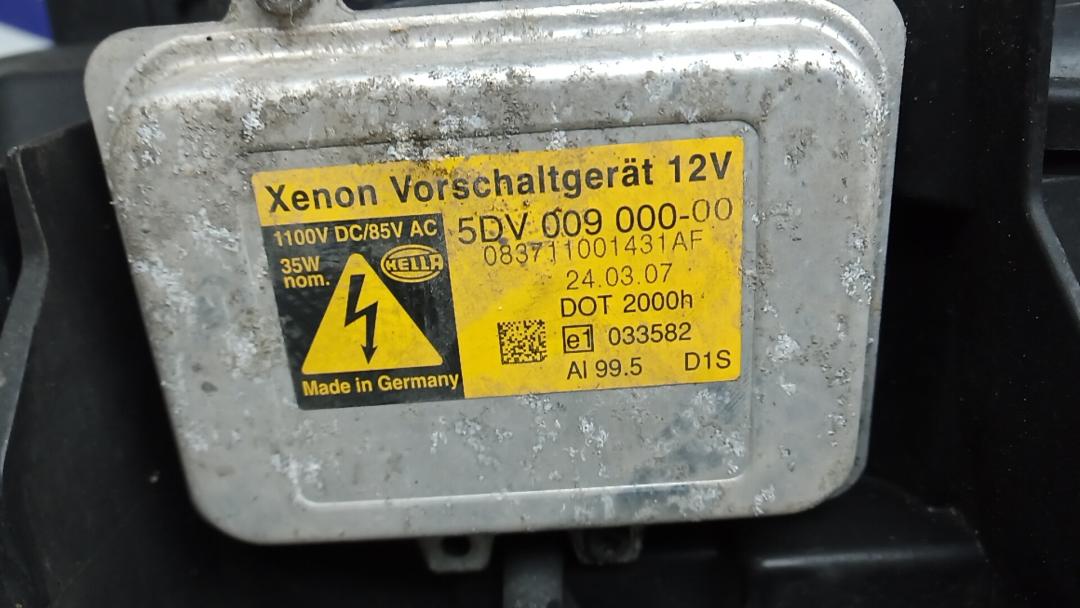 Xenon Vorschaltgerät 12V
1100V DC/85V AC
35W
nom.
HELLA
Made in Germany
5DV 009 000-00
083711001431AF
24.03.07
DOT 2000h
e1 033582
Al 99.5 D1S